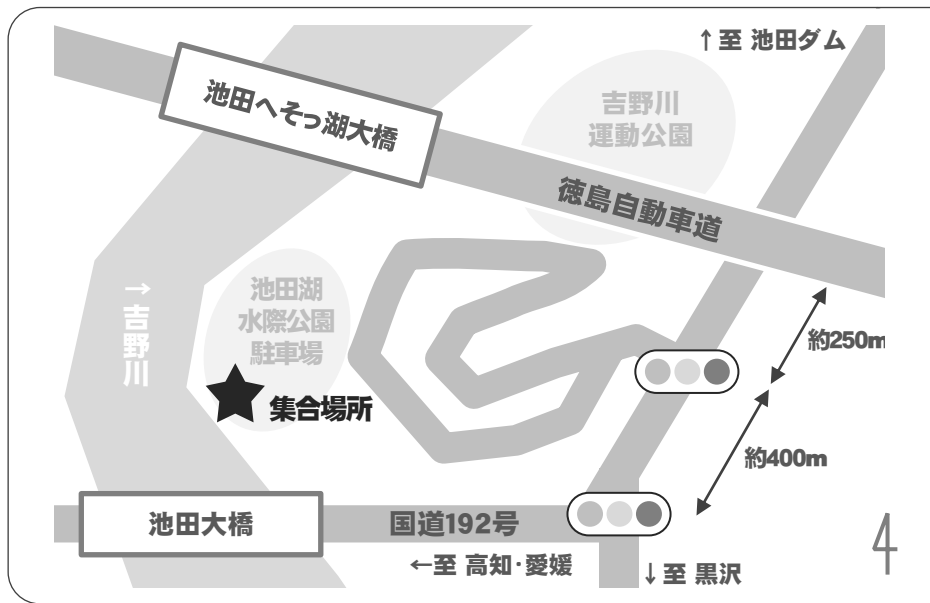 ↑至 池田ダム
池田へそっ湖大橋
吉野川
運動公園
徳島自動車道
池田湖
水際公園
駐車場
→吉野川
集合場所
約250m
約400m
池田大橋
国道192号
←至 高知・愛媛
↓至 黒沢
4